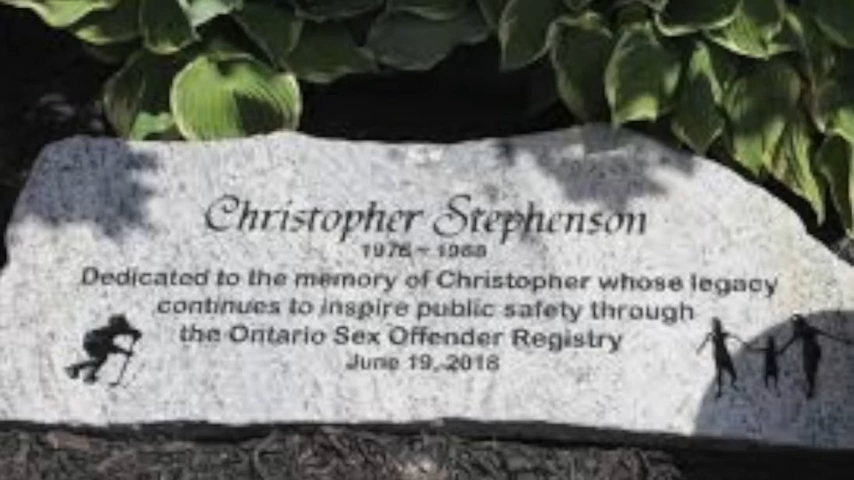 Christopher Stephenson
1976 ~ 1988
Dedicated to the memory of Christopher whose legacy
continues to inspire public safety through
the Ontario Sex Offender Registry
June 19, 2018